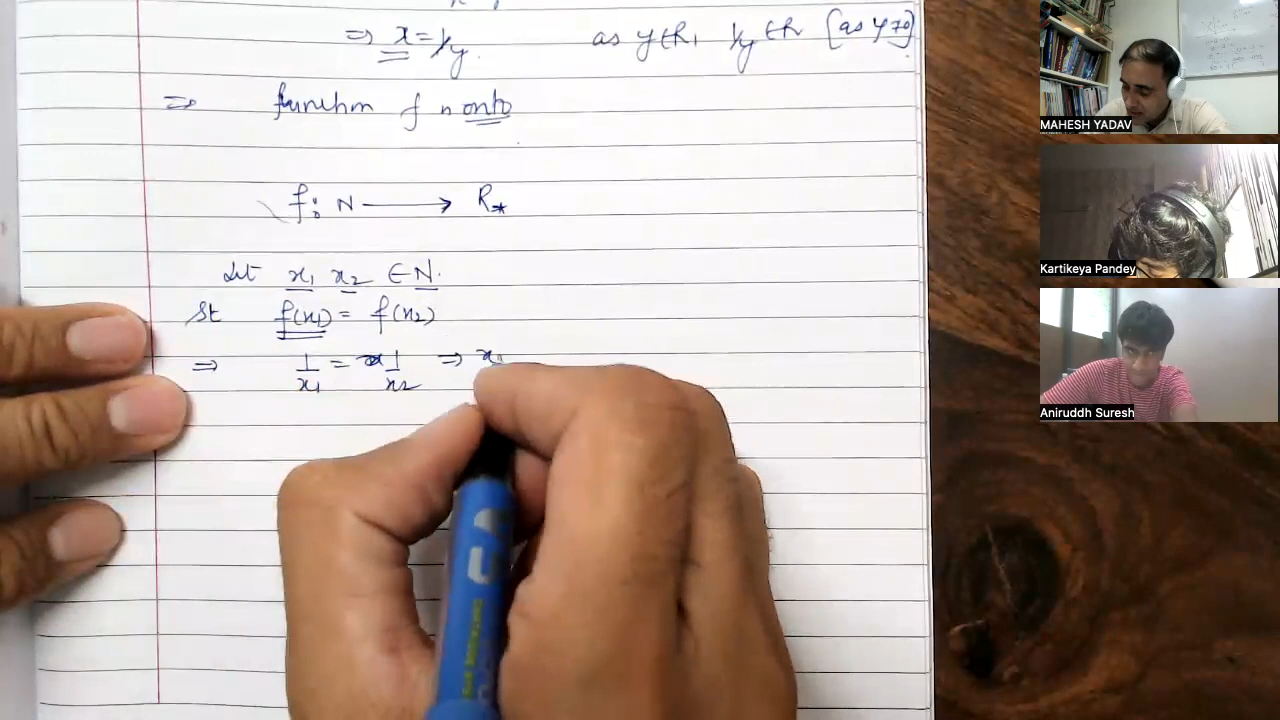 ⇒ x = 1/y. as y ∈ R, 1/y ∈ R [as y≠0]
⇒ function f is onto
f: N ⟶ R*
Let x1 x2 ∈ N.
St f(x1) = f(x2)
⇒ 1/x1 = 1/x2 ⇒ x1
MAHESH YADAV
Kartikeya Pandey
Aniruddh Suresh